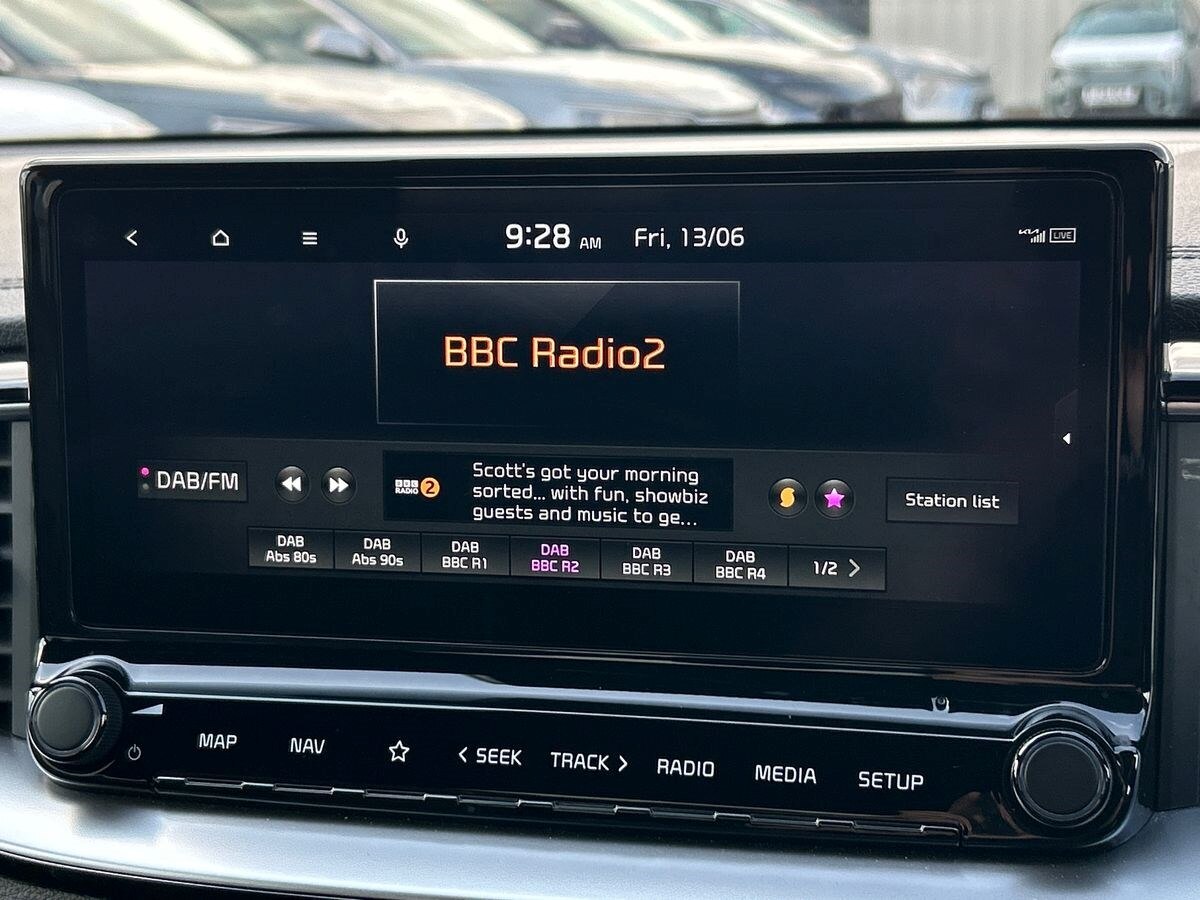 9:28 AM Fri, 13/06
LIVE
BBC Radio2
DAB/FM
BBC
RADIO 2
Scott's got your morning
sorted... with fun, showbiz
guests and music to ge...
Station list
DAB
Abs 80s
DAB
Abs 90s
DAB
BBC R1
DAB
BBC R2
DAB
BBC R3
DAB
BBC R4
1/2 >
MAP
NAV
< SEEK
TRACK >
RADIO
MEDIA
SETUP